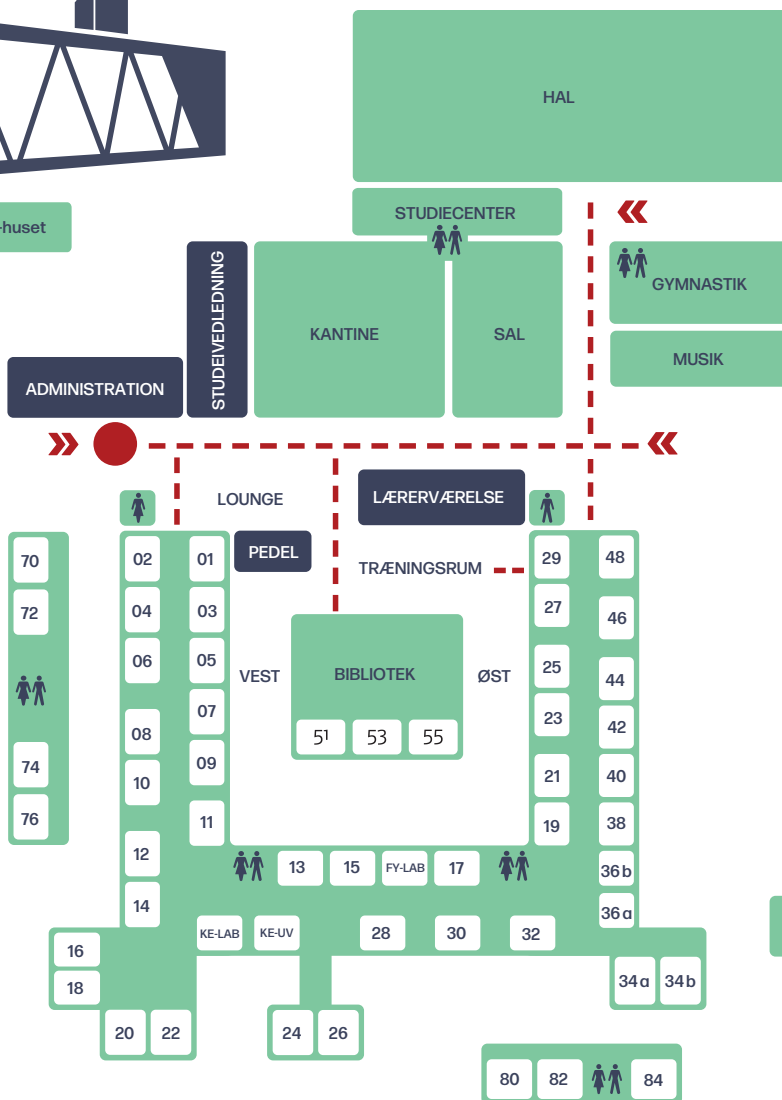 HAL
STUDIECENTER
-huset
STUDEIVEDLEDNING
GYMNASTIK
KANTINE
SAL
MUSIK
ADMINISTRATION
LOUNGE
LÆRERVÆRELSE
PEDEL
TRÆNINGSRUM
70
02
01
29
48
72
04
03
27
46
06
05
VEST
BIBLIOTEK
ØST
25
44
07
08
51
53
55
23
42
74
10
09
21
40
76
11
19
38
12
13
15
FY-LAB
17
36b
14
36a
16
KE-LAB
KE-UV
28
30
32
18
34a
34b
20
22
24
26
80
82
84